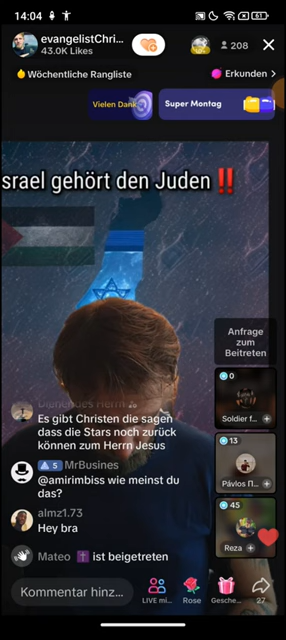 14:04
61
evangelistChri...
43.0K Likes
208
Wöchentliche Rangliste
Erkunden >
Vielen Dank
Super Montag
srael gehört den Juden‼️
Anfrage
zum
Beitreten
0
Soldier f...
Es gibt Christen die sagen
dass die Stars noch zurück
können zum Herrn Jesus
13
Pávlos Π...
5 MrBusines
@amirimbiss wie meinst du
das?
45
Reza
almz1.73
Hey bra
Mateo ✝️ ist beigetreten
Kommentar hinz...
LIVE mi...
Rose
Gesche...
27